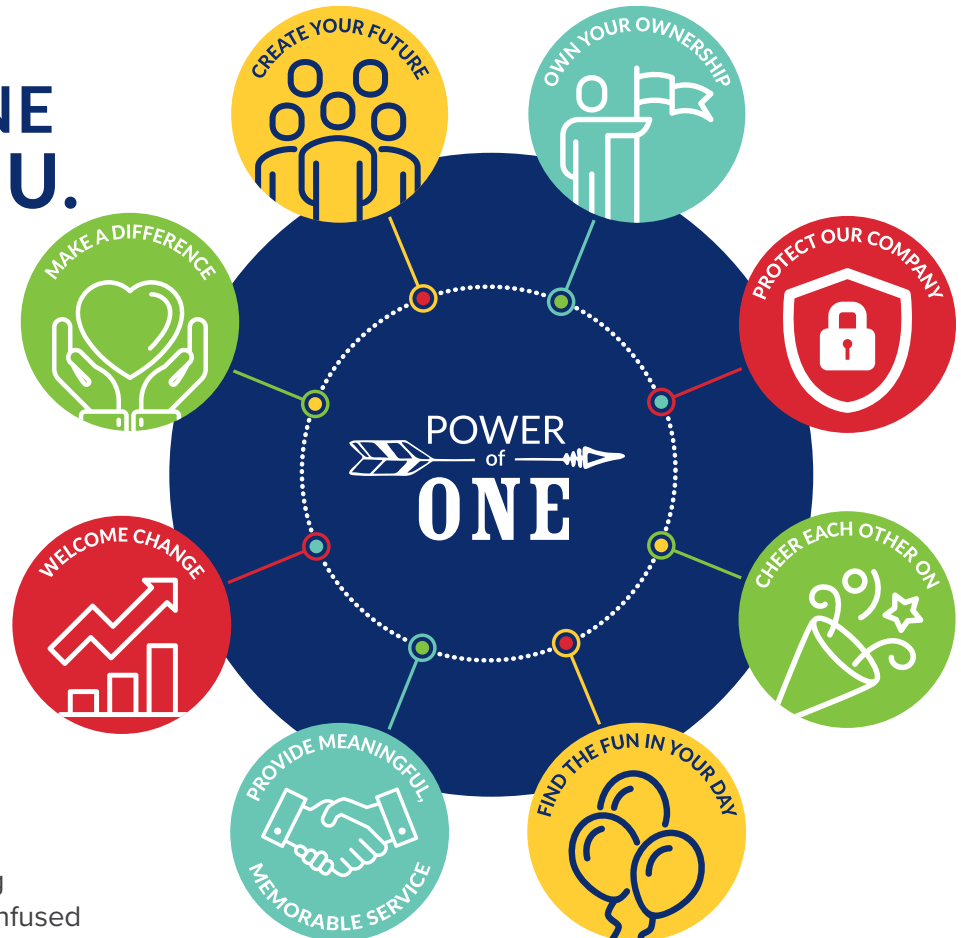 NE
U.
CREATE YOUR FUTURE
OWN YOUR OWNERSHIP
PROTECT OUR COMPANY
CHEER EACH OTHER ON
FIND THE FUN IN YOUR DAY
PROVIDE MEANINGFUL,
MEMORABLE SERVICE
WELCOME CHANGE
MAKE A DIFFERENCE
POWER
of
ONE
g
nfused